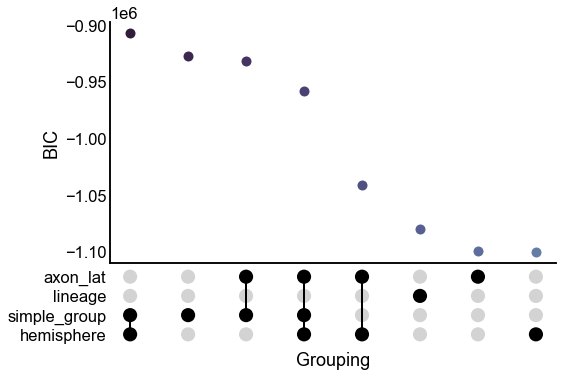 1e6
−0.90
−0.95
−1.00
−1.05
−1.10
BIC
axon_lat
lineage
simple_group
hemisphere
Grouping